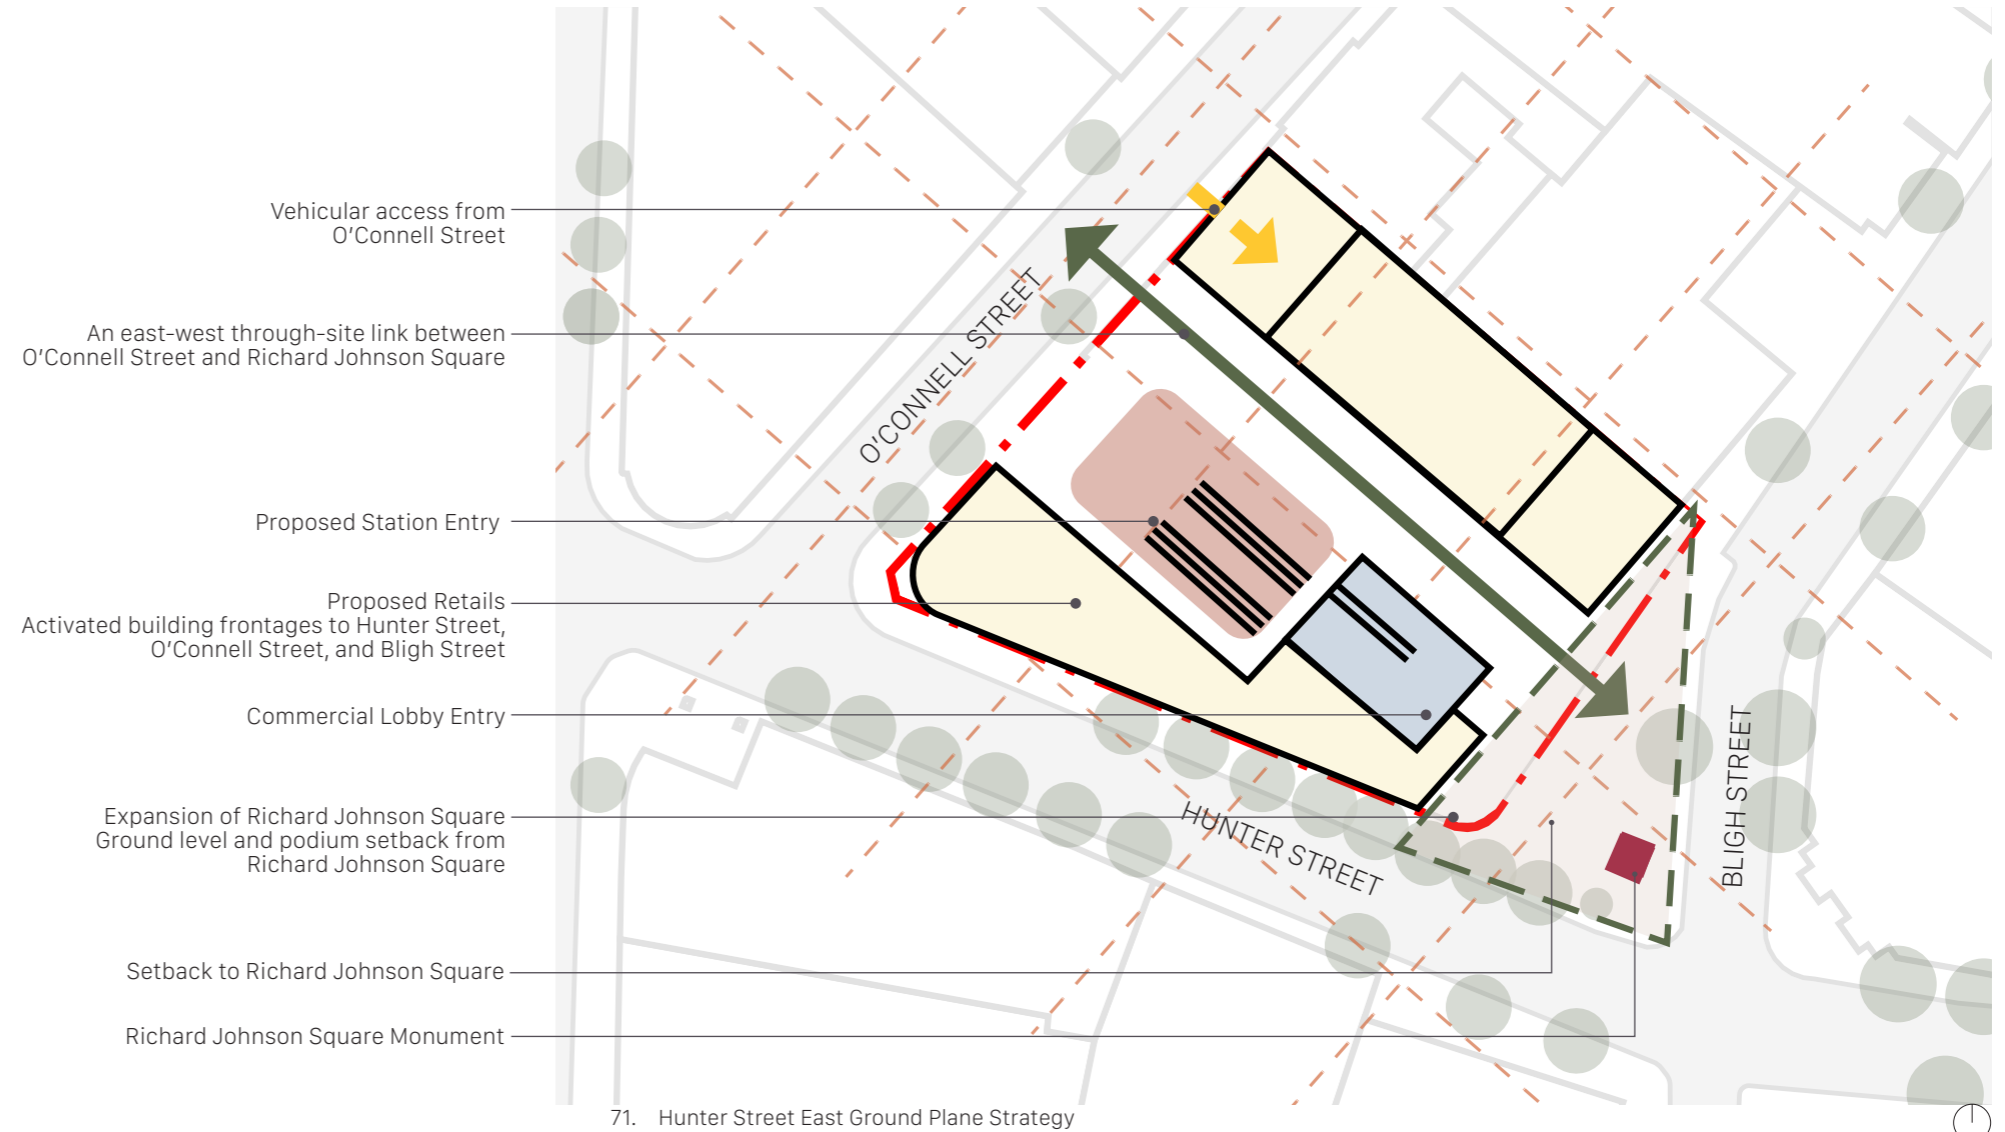 Vehicular access from
O'Connell Street
An east-west through-site link between
O'Connell Street and Richard Johnson Square
Proposed Station Entry
Proposed Retails
Activated building frontages to Hunter Street,
O'Connell Street, and Bligh Street
Commercial Lobby Entry
Expansion of Richard Johnson Square
Ground level and podium setback from
Richard Johnson Square
Setback to Richard Johnson Square
Richard Johnson Square Monument
O'CONNELL STREET
HUNTER STREET
BLIGH STREET
71. Hunter Street East Ground Plane Strategy